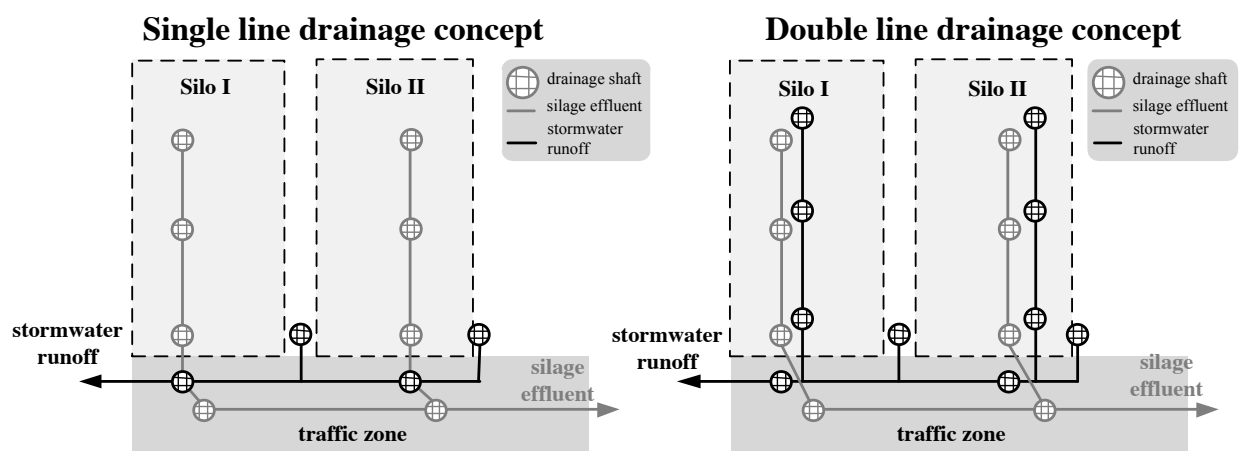 Single line drainage concept
Silo I
Silo II
drainage shaft
silage effluent
stormwater
runoff
stormwater
runoff
silage
effluent
traffic zone
Double line drainage concept
Silo I
Silo II
drainage shaft
silage effluent
stormwater
runoff
stormwater
runoff
silage
effluent
traffic zone